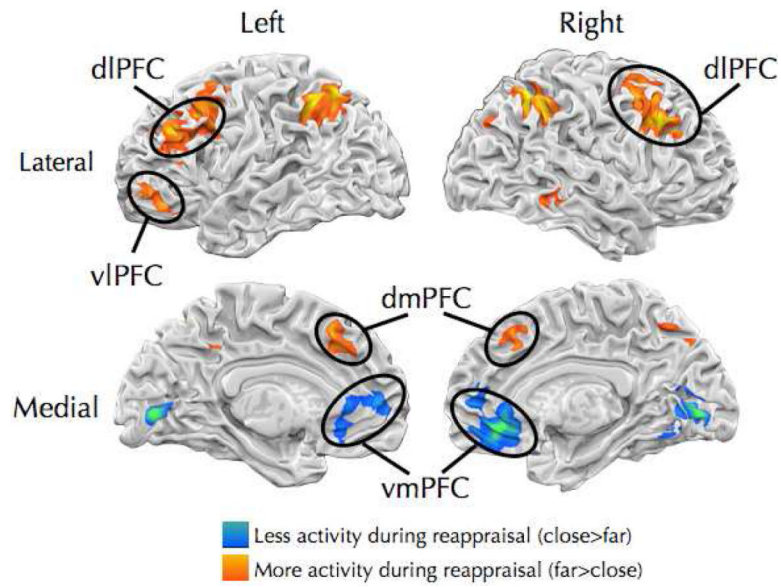 Left
Right
dlPFC
dlPFC
Lateral
vlPFC
dmPFC
Medial
vmPFC
Less activity during reappraisal (close>far)
More activity during reappraisal (far>close)